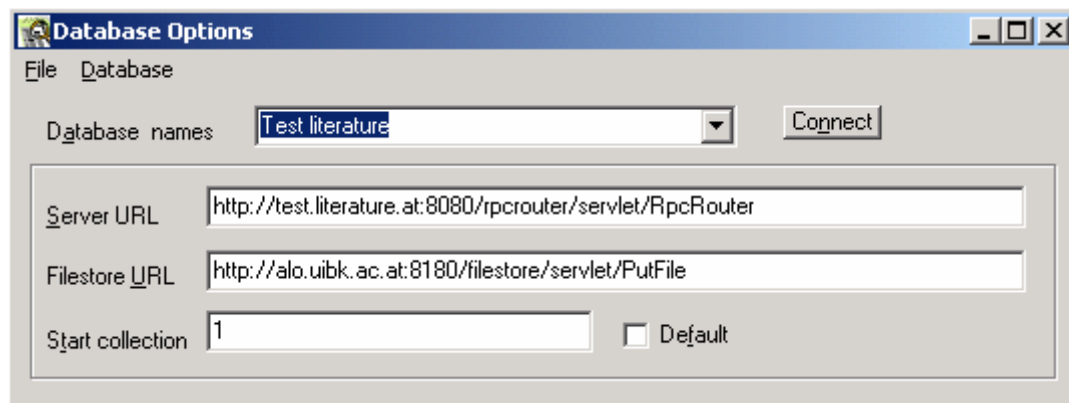 Database Options
File Database
Database names Test literature Connect
Server URL http://test.literature.at:8080/rpcrouter/servlet/RpcRouter
Filestore URL http://alo.uibk.ac.at:8180/filestore/servlet/PutFile
Start collection 1 Default